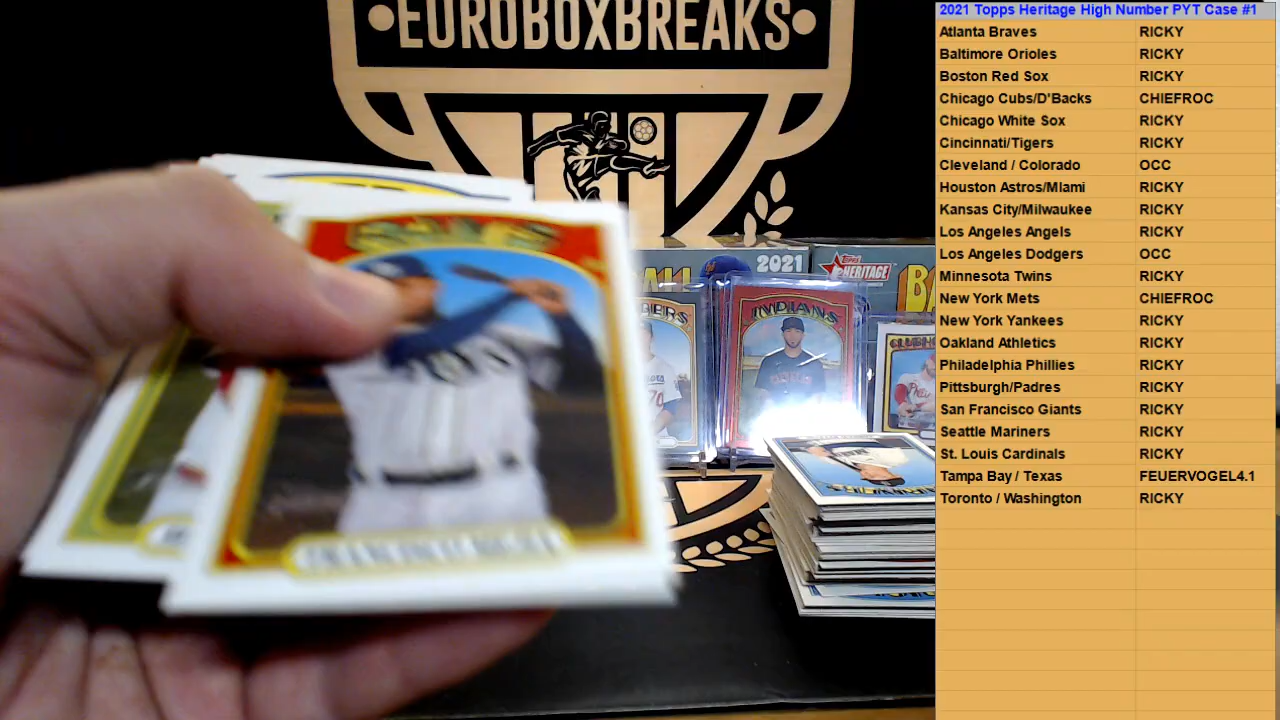 EUROBOXBREAKS
2021
TOPPS
HERITAGE
INDIANS
2021 Topps Heritage High Number PYT Case #1
Atlanta Braves RICKY
Baltimore Orioles RICKY
Boston Red Sox RICKY
Chicago Cubs/D'Backs CHIEFROC
Chicago White Sox RICKY
Cincinnati/Tigers RICKY
Cleveland / Colorado OCC
Houston Astros/Miami RICKY
Kansas City/Milwaukee RICKY
Los Angeles Angels RICKY
Los Angeles Dodgers OCC
Minnesota Twins RICKY
New York Mets CHIEFROC
New York Yankees RICKY
Oakland Athletics RICKY
Philadelphia Phillies RICKY
Pittsburgh/Padres RICKY
San Francisco Giants RICKY
Seattle Mariners RICKY
St. Louis Cardinals RICKY
Tampa Bay / Texas FEUERVOGEL4.1
Toronto / Washington RICKY